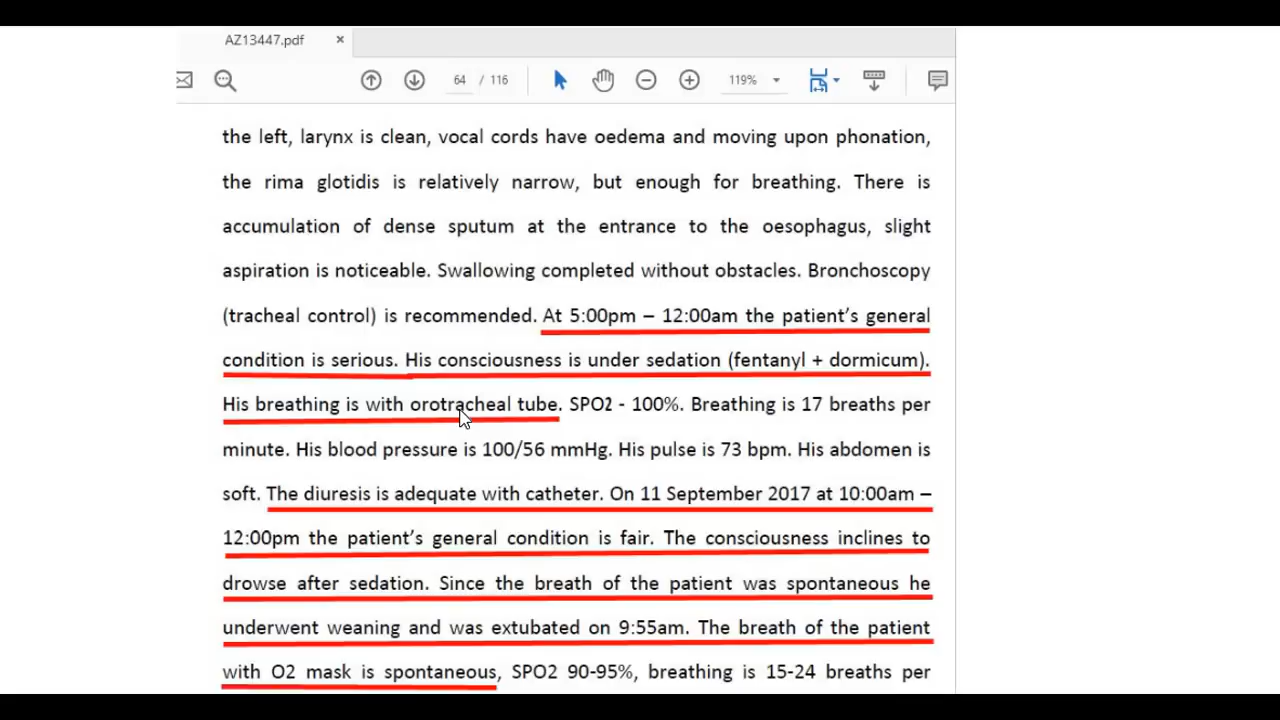 AZ13447.pdf ×
64 / 116 119%
the left, larynx is clean, vocal cords have oedema and moving upon phonation,
the rima glotidis is relatively narrow, but enough for breathing. There is
accumulation of dense sputum at the entrance to the oesophagus, slight
aspiration is noticeable. Swallowing completed without obstacles. Bronchoscopy
(tracheal control) is recommended. At 5:00pm – 12:00am the patient's general
condition is serious. His consciousness is under sedation (fentanyl + dormicum).
His breathing is with orotracheal tube. SPO2 - 100%. Breathing is 17 breaths per
minute. His blood pressure is 100/56 mmHg. His pulse is 73 bpm. His abdomen is
soft. The diuresis is adequate with catheter. On 11 September 2017 at 10:00am –
12:00pm the patient's general condition is fair. The consciousness inclines to
drowse after sedation. Since the breath of the patient was spontaneous he
underwent weaning and was extubated on 9:55am. The breath of the patient
with O2 mask is spontaneous, SPO2 90-95%, breathing is 15-24 breaths per